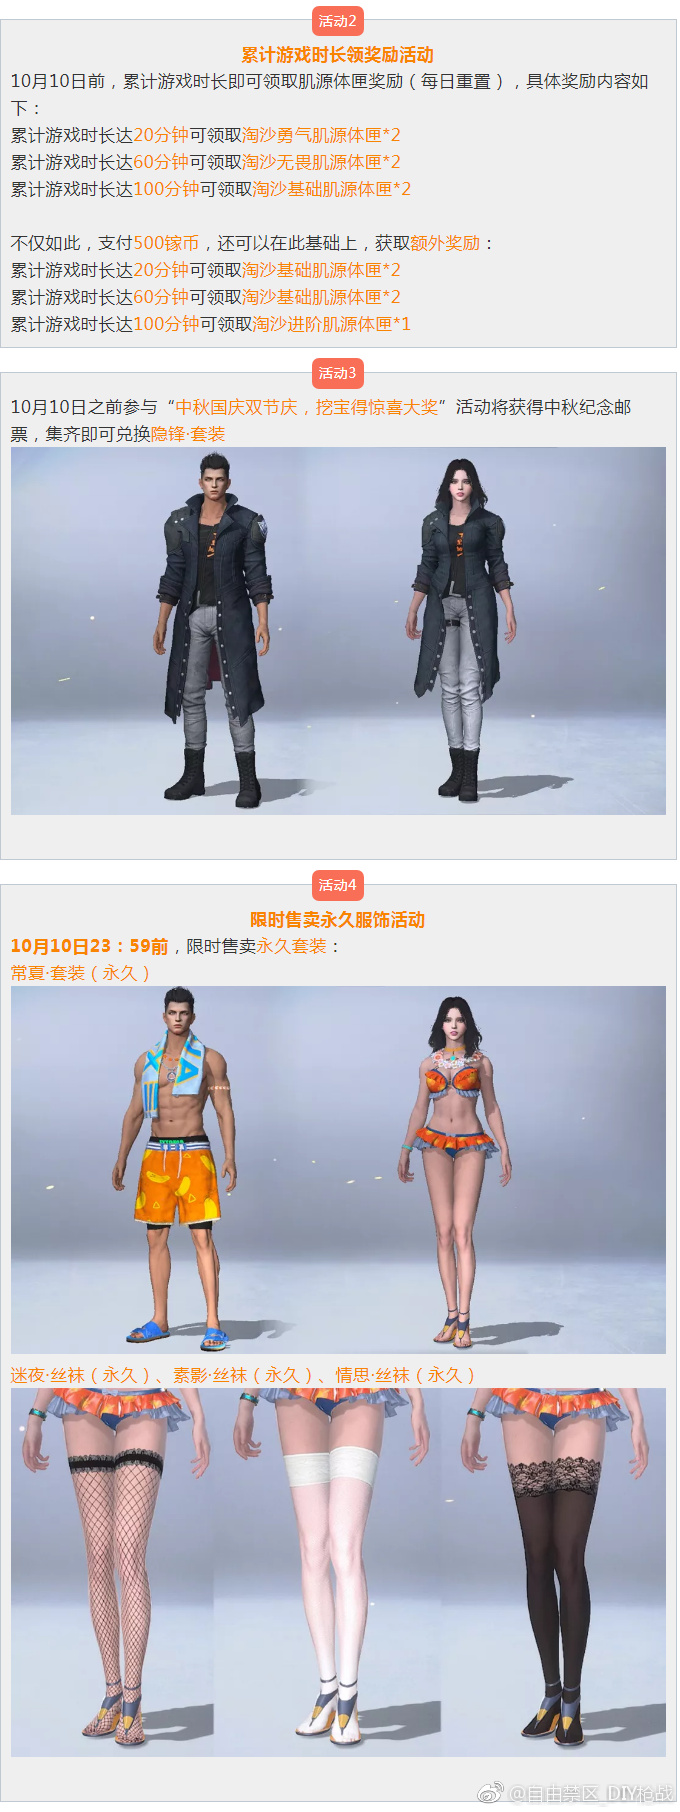 活动2
累计游戏时长领奖励活动
10月10日前，累计游戏时长即可领取肌源体匣奖励（每日重置），具体奖励内容如
下：
累计游戏时长达20分钟可领取淘沙勇气肌源体匣*2
累计游戏时长达60分钟可领取淘沙无畏肌源体匣*2
累计游戏时长达100分钟可领取淘沙基础肌源体匣*2
不仅如此，支付500镓币，还可以在此基础上，获取额外奖励：
累计游戏时长达20分钟可领取淘沙基础肌源体匣*2
累计游戏时长达60分钟可领取淘沙基础肌源体匣*2
累计游戏时长达100分钟可领取淘沙进阶肌源体匣*1
活动3
10月10日之前参与“中秋国庆双节庆，挖宝得惊喜大奖”活动将获得中秋纪念邮
票，集齐即可兑换隐锋·套装
活动4
限时售卖永久服饰活动
10月10日23：59前，限时售卖永久套装：
常夏·套装（永久）
迷夜·丝袜（永久）、素影·丝袜（永久）、情思·丝袜（永久）
@自由禁区_DIY枪战